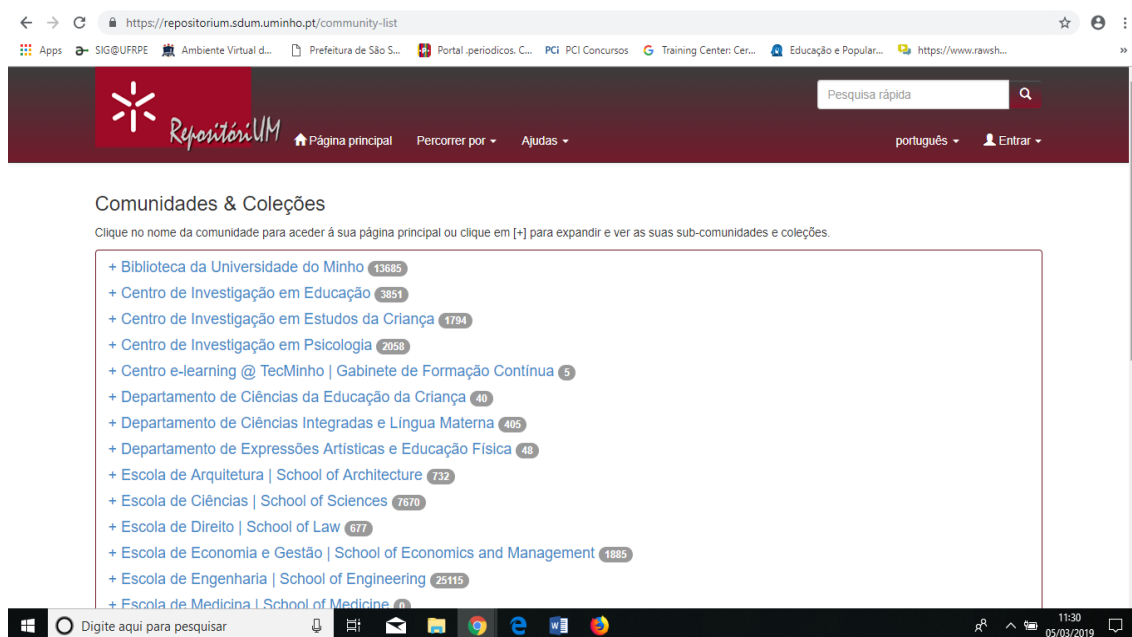 https://repositorium.sdum.uminho.pt/community-list
Apps SIG@UFRPE Ambiente Virtual d... Prefeitura de São S... Portal .periodicos. C... PCi PCI Concursos G Training Center: Cer... Educação e Popular... https://www.rawsh... »
Pesquisa rápida
RepositóriUM Página principal Percorrer por Ajudas português Entrar
Comunidades & Coleções
Clique no nome da comunidade para aceder á sua página principal ou clique em [+] para expandir e ver as suas sub-comunidades e coleções.
+ Biblioteca da Universidade do Minho 13685
+ Centro de Investigação em Educação 3851
+ Centro de Investigação em Estudos da Criança 1794
+ Centro de Investigação em Psicologia 2058
+ Centro e-learning @ TecMinho | Gabinete de Formação Contínua 5
+ Departamento de Ciências da Educação da Criança 40
+ Departamento de Ciências Integradas e Língua Materna 405
+ Departamento de Expressões Artísticas e Educação Física 48
+ Escola de Arquitetura | School of Architecture 732
+ Escola de Ciências | School of Sciences 7670
+ Escola de Direito | School of Law 677
+ Escola de Economia e Gestão | School of Economics and Management 1885
+ Escola de Engenharia | School of Engineering 25115
+ Escola de Medicina | School of Medicine 0
Digite aqui para pesquisar
11:30
05/03/2019